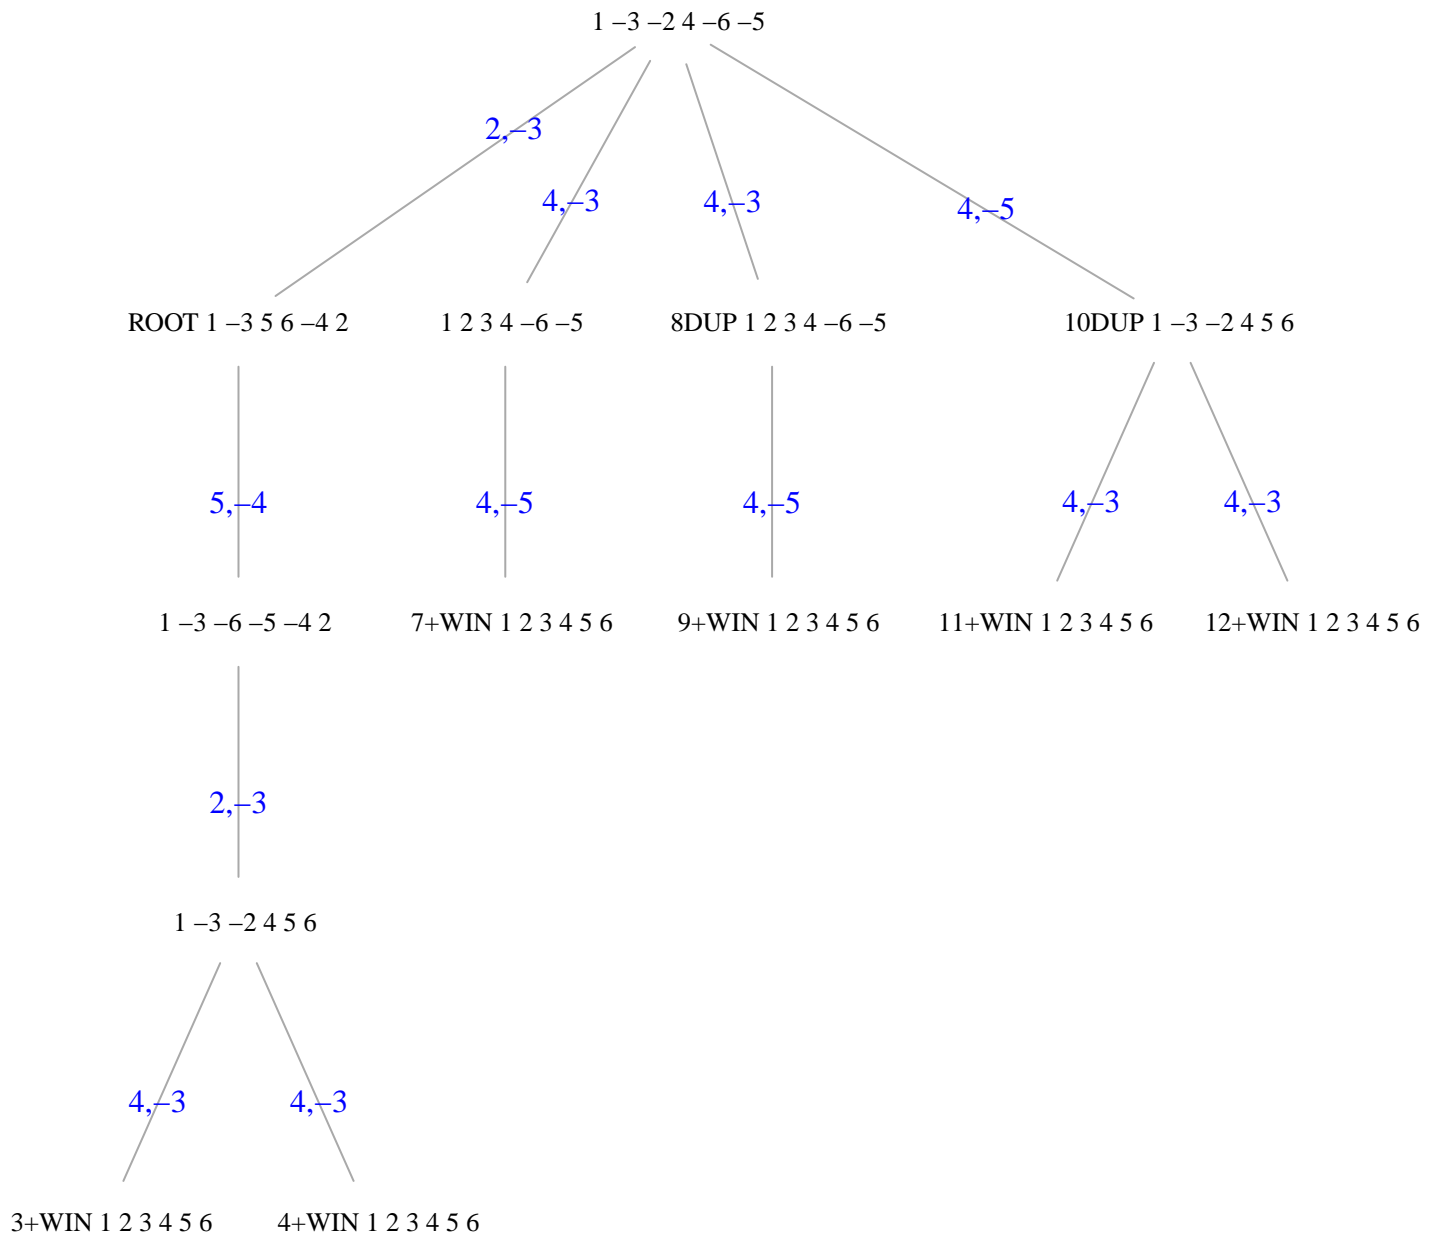 1 –3 –2 4 –6 –5
2,–3
4,–3
4,–3
4,–5
ROOT 1 –3 5 6 –4 2
1 2 3 4 –6 –5
8DUP 1 2 3 4 –6 –5
10DUP 1 –3 –2 4 5 6
5,–4
4,–5
4,–5
4,–3
4,–3
1 –3 –6 –5 –4 2
7+WIN 1 2 3 4 5 6
9+WIN 1 2 3 4 5 6
11+WIN 1 2 3 4 5 6
12+WIN 1 2 3 4 5 6
2,–3
1 –3 –2 4 5 6
4,–3
4,–3
3+WIN 1 2 3 4 5 6
4+WIN 1 2 3 4 5 6